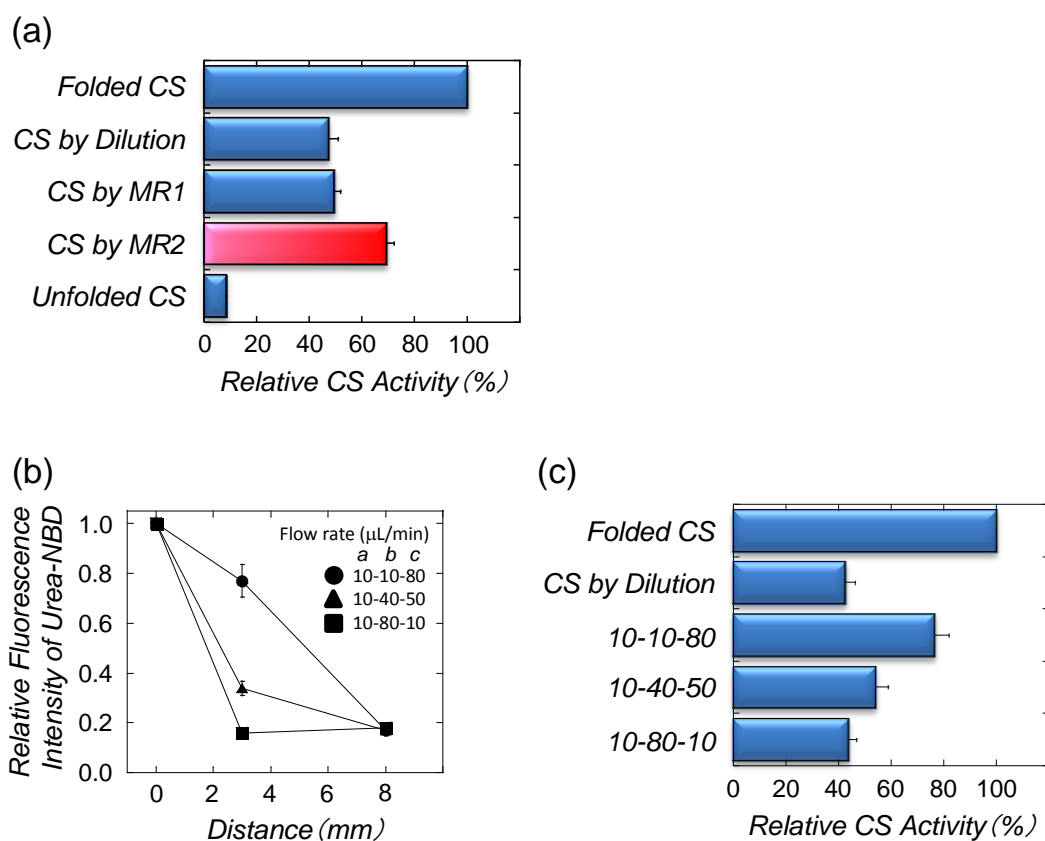 (a)
Folded CS
CS by Dilution
CS by MR1
CS by MR2
Unfolded CS
0 20 40 60 80 100
Relative CS Activity（%）
(b)
Relative Fluorescence
Intensity of Urea-NBD
1.0
0.8
0.6
0.4
0.2
0.0
Flow rate (μL/min)
a b c
10-10-80
10-40-50
10-80-10
0 2 4 6 8
Distance（mm）
(c)
Folded CS
CS by Dilution
10-10-80
10-40-50
10-80-10
0 20 40 60 80 100
Relative CS Activity（%）